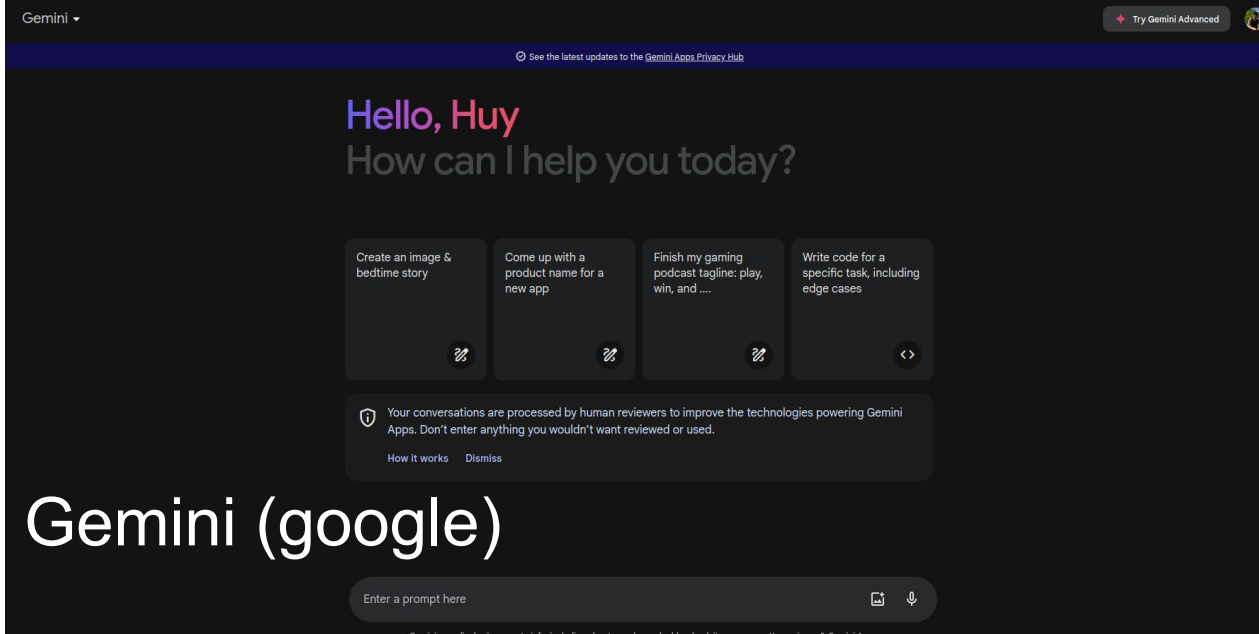 Gemini
Try Gemini Advanced
See the latest updates to the Gemini Apps Privacy Hub
Hello, Huy
How can I help you today?
Create an image &
bedtime story
Come up with a
product name for a
new app
Finish my gaming
podcast tagline: play,
win, and ....
Write code for a
specific task, including
edge cases
Your conversations are processed by human reviewers to improve the technologies powering Gemini
Apps. Don't enter anything you wouldn't want reviewed or used.
How it works Dismiss
Gemini (google)
Enter a prompt here